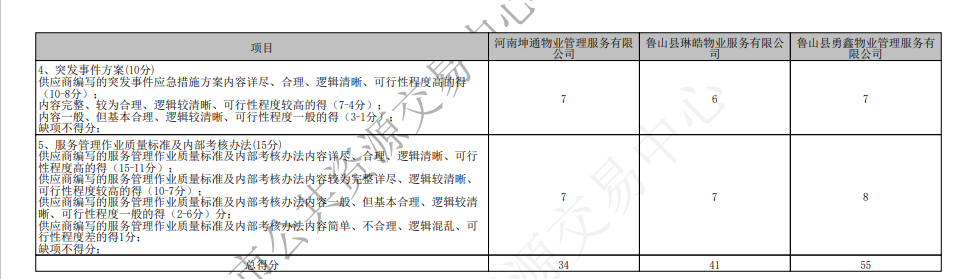 项目
河南坤通物业管理服务有限
公司
鲁山县琳皓物业服务有限公
司
鲁山县勇鑫物业管理服务有
限公司
4、突发事件方案(10分)
供应商编写的突发事件应急措施方案内容详尽、合理、逻辑清晰、可行性程度高的得
（10-8分）；
内容完整、较为合理、逻辑较清晰、可行性程度较高的得（7-4分）；
内容一般、但基本合理、逻辑较清晰、可行性程度一般的得（3-1分）；
缺项不得分；
7
6
7
5、服务管理作业质量标准及内部考核办法(15分)
供应商编写的服务管理作业质量标准及内部考核办法内容详尽、合理、逻辑清晰、可行
性程度高的得（15-11分）；
供应商编写的服务管理作业质量标准及内部考核办法内容较为完整详尽、逻辑较清晰、
可行性程度较高的得（10-7分）；
供应商编写的服务管理作业质量标准及内部考核办法内容一般、但基本合理、逻辑较清
晰、可行性程度一般的得（2-6分）分；
供应商编写的服务管理作业质量标准及内部考核办法内容简单、不合理、逻辑混乱、可
行性程度差的得1分；
缺项不得分；
7
7
8
总得分
34
41
55
市公共资源交易中心
源交易中心